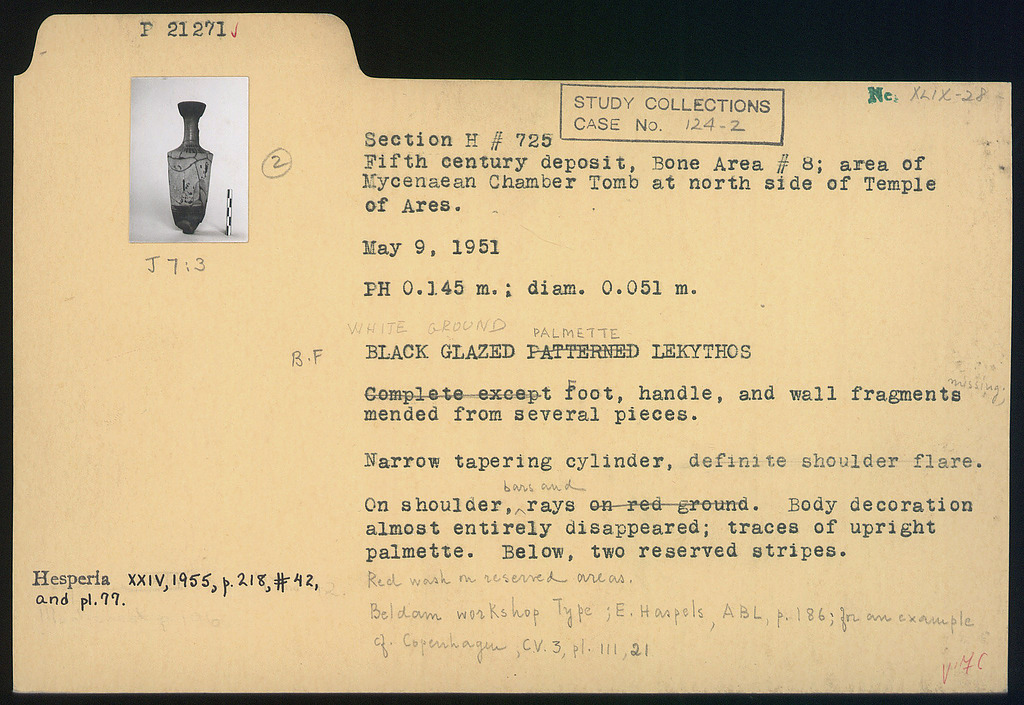 P 21271✓
No. XLIX-28
STUDY COLLECTIONS
CASE No. 124-2
2
J 7:3
Section H # 725
Fifth century deposit, Bone Area # 8; area of
Mycenaean Chamber Tomb at north side of Temple
of Ares.
May 9, 1951
PH 0.145 m.; diam. 0.051 m.
WHITE GROUND PALMETTE
B.F BLACK GLAZED PATTERNED LEKYTHOS
Complete except Foot, handle, and wall fragments missing.
mended from several pieces.
Narrow tapering cylinder, definite shoulder flare.
bars and
On shoulder, rays on red ground. Body decoration
almost entirely disappeared; traces of upright
palmette. Below, two reserved stripes.
Red wash on reserved areas.
Beldam workshop Type; E. Haspels, ABL, p. 186; for an example
cf. Copenhagen, CV. 3, pl. 111, 21
Hesperia XXIV, 1955, p. 218, #42,
and pl. 77.